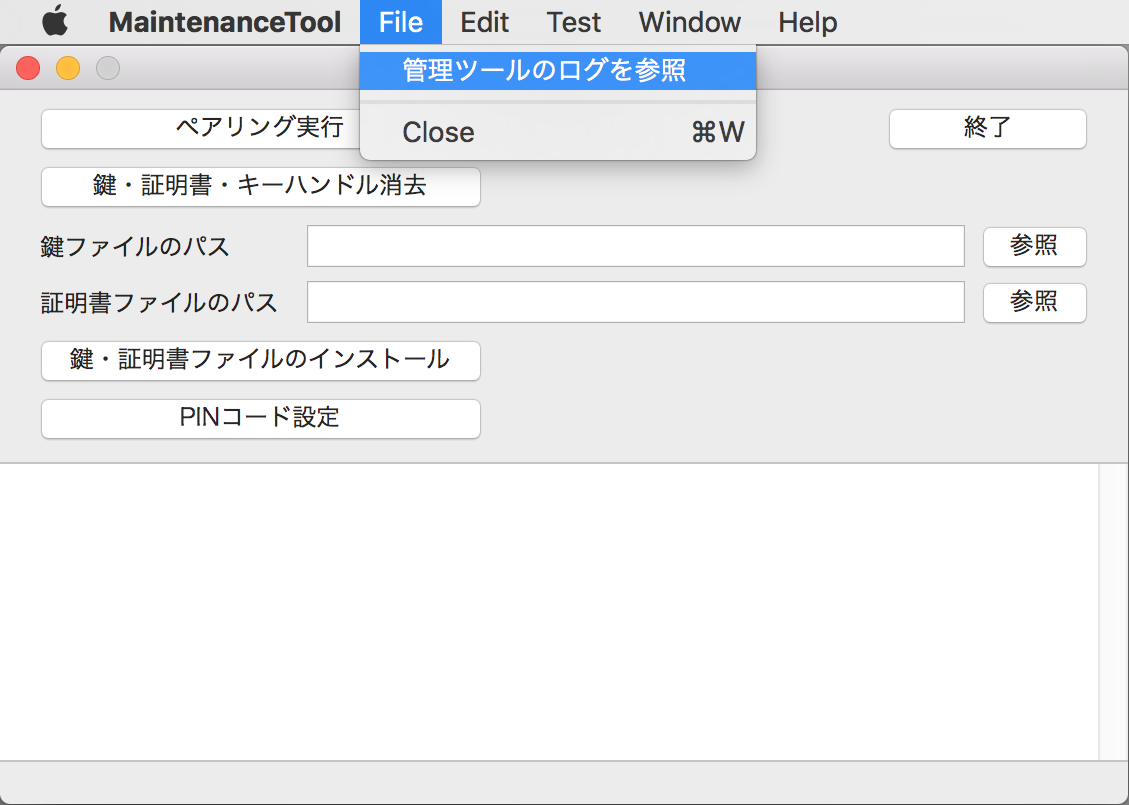 MaintenanceTool File Edit Test Window Help
管理ツールのログを参照
Close ⌘W
ペアリング実行
終了
鍵・証明書・キーハンドル消去
鍵ファイルのパス 参照
証明書ファイルのパス 参照
鍵・証明書ファイルのインストール
PINコード設定